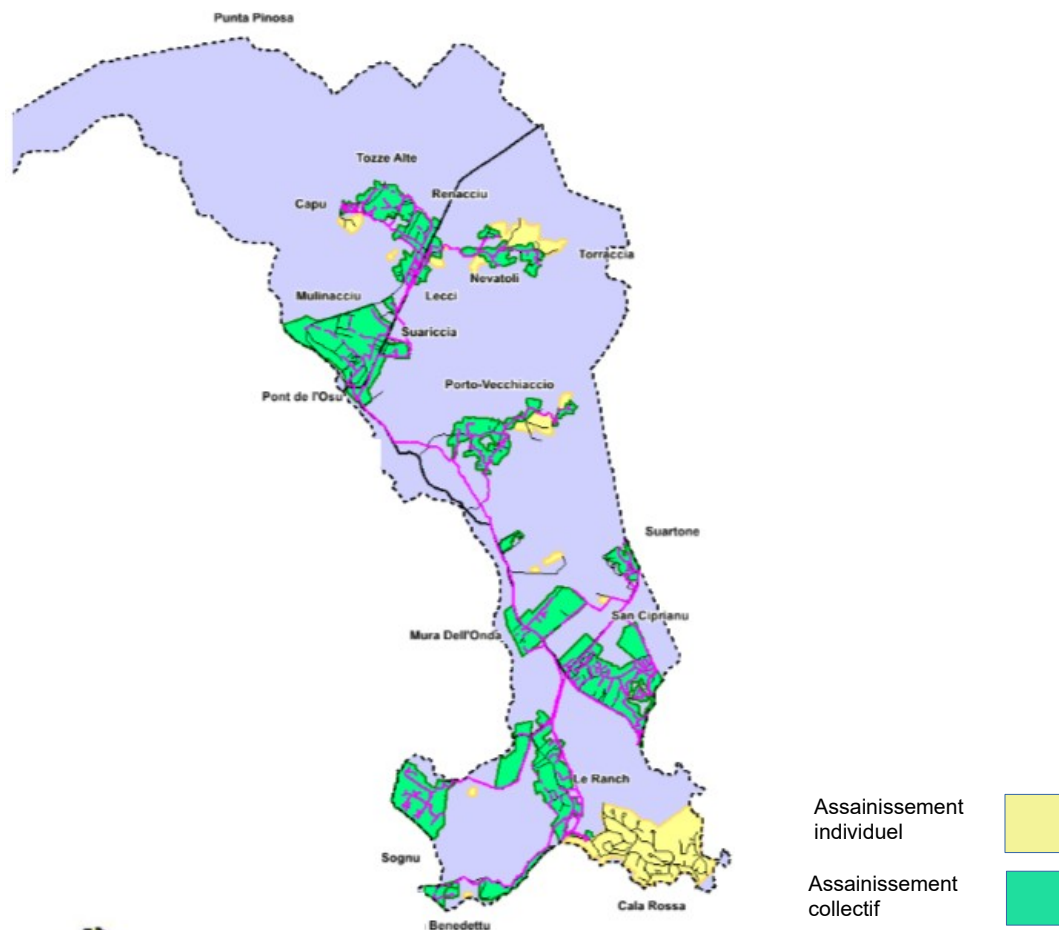 Punta Pinosa
Tozze Alte
Renacciu
Capu
Torraccia
Nevatoli
Mulinacciu
Lecci
Suariccia
Porto-Vecchiaccio
Pont de l'Osu
Suartone
San Ciprianu
Mura Dell'Onda
Le Ranch
Assainissement
individuel
Sognu
Assainissement
collectif
Cala Rossa
Benedettu